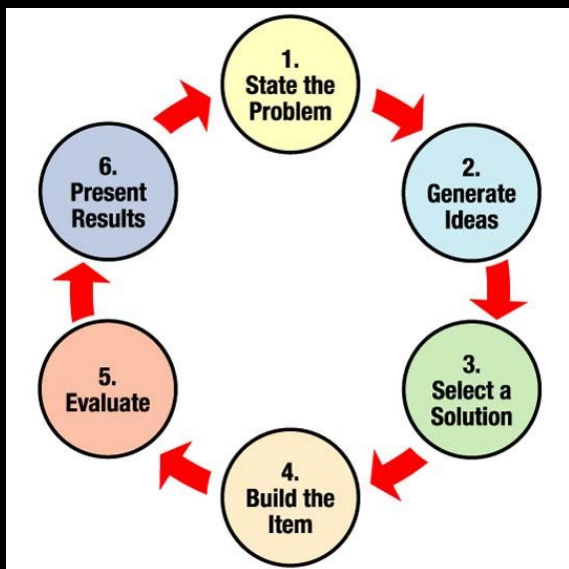 1.
State the
Problem
2.
Generate
Ideas
3.
Select a
Solution
4.
Build the
Item
5.
Evaluate
6.
Present
Results